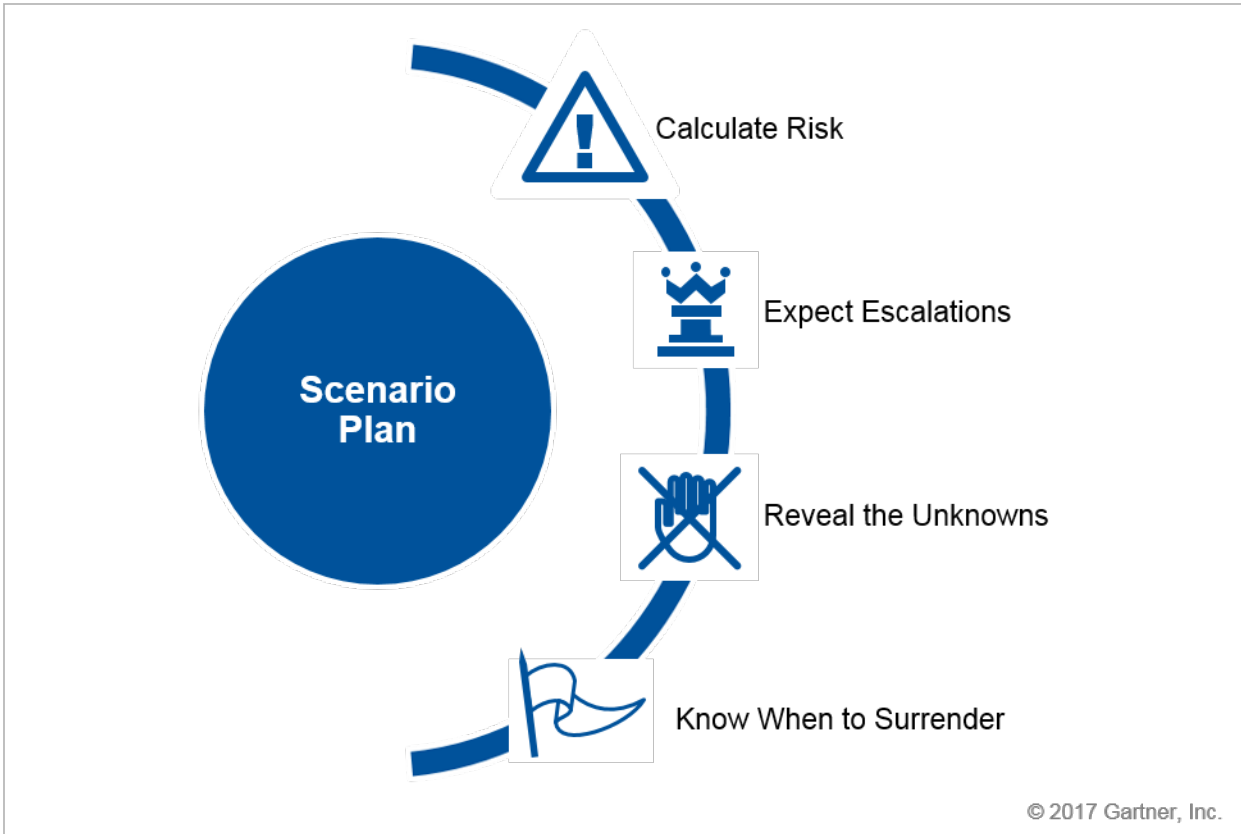 Calculate Risk
Expect Escalations
Scenario
Plan
Reveal the Unknowns
Know When to Surrender
© 2017 Gartner, Inc.